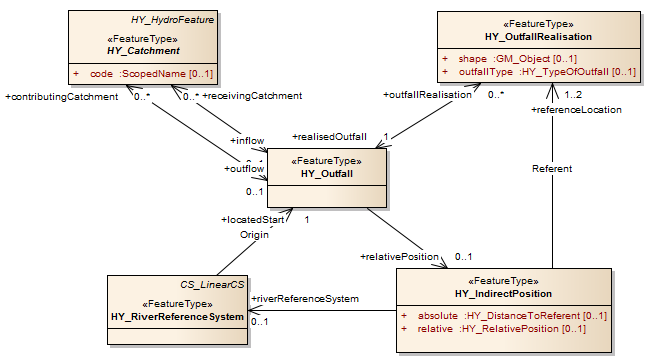 HY_HydroFeature
«FeatureType»
HY_Catchment
+ code :ScopedName [0..1]
«FeatureType»
HY_OutfallRealisation
+ shape :GM_Object [0..1]
+ outfallType :HY_TypeOfOutfall [0..1]
+contributingCatchment
0..*
0..*
+receivingCatchment
+outfallRealisation
0..*
1..2
+referenceLocation
+inflow
0..1
+realisedOutfall
1
+outflow
0..1
«FeatureType»
HY_Outfall
Referent
+locatedStart
1
Origin
+relativePosition
0..1
CS_LinearCS
«FeatureType»
HY_RiverReferenceSystem
+riverReferenceSystem
0..1
«FeatureType»
HY_IndirectPosition
+ absolute :HY_DistanceToReferent [0..1]
+ relative :HY_RelativePosition [0..1]